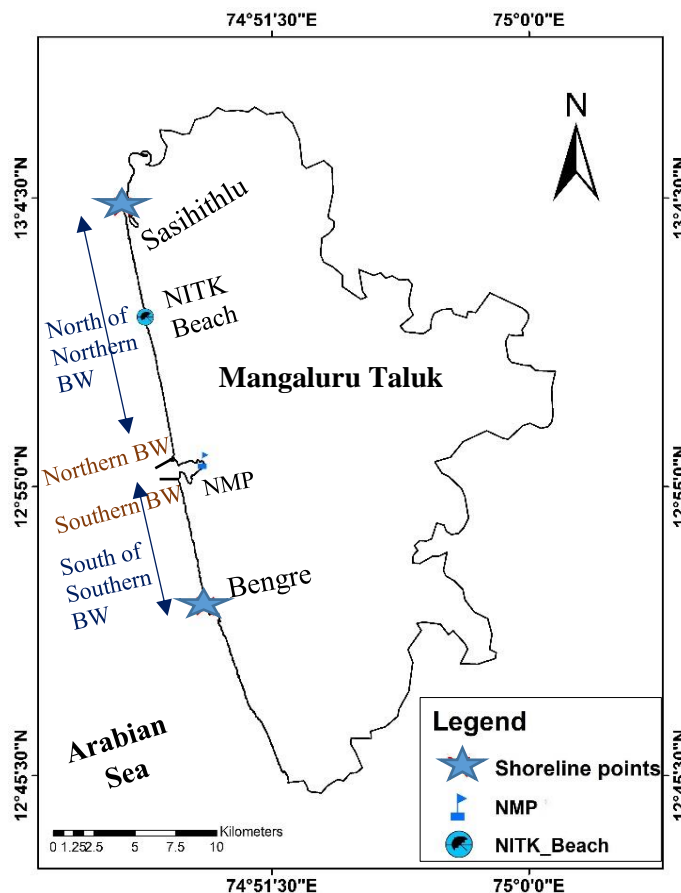 74°51'30"E 75°0'0"E
N
13°4'30"N
13°4'30"N
Sasihithlu
NITK
Beach
North of
Northern
BW
Mangaluru Taluk
Northern BW
NMP
12°55'0"N
12°55'0"N
Southern BW
South of
Southern
BW
Bengre
Arabian
Sea
Legend
Shoreline points
NMP
NITK_Beach
12°45'30"N
12°45'30"N
Kilometers
0 1.25 2.5 5 7.5 10
74°51'30"E 75°0'0"E